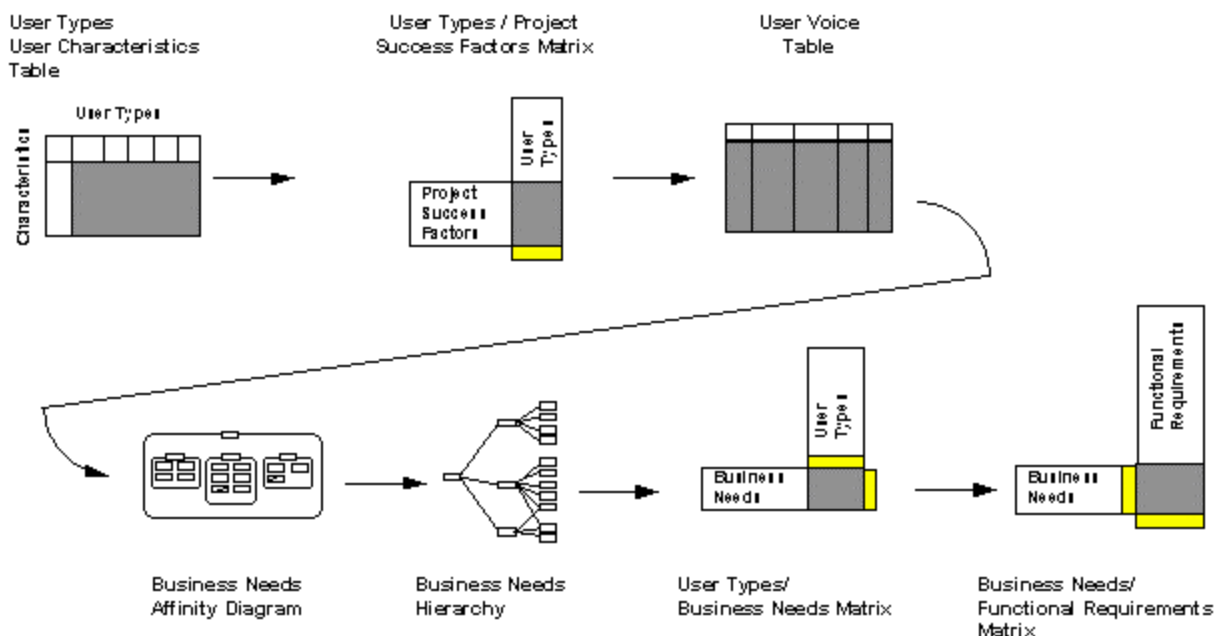 User Types
User Characteristics
Table
User Types / Project
Success Factors Matrix
User Voice
Table
User Types
Characteristics
User
Types
Project
Success
Factors
Functional
Requirements
User
Types
Business
Needs
Business
Needs
Business Needs
Affinity Diagram
Business Needs
Hierarchy
User Types/
Business Needs Matrix
Business Needs/
Functional Requirements
Matrix